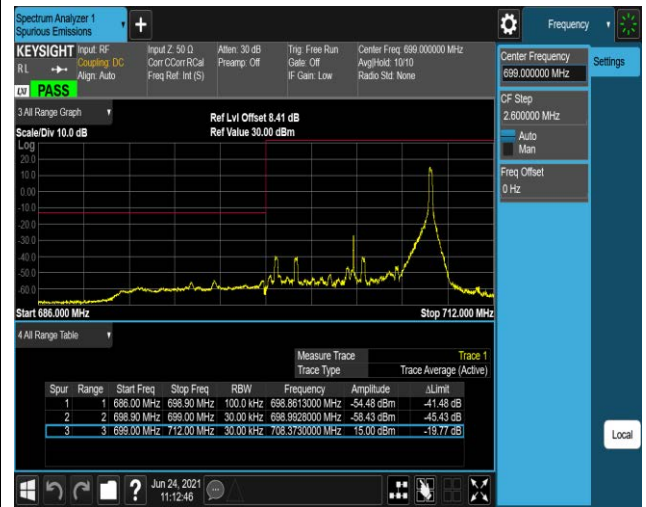 Spectrum Analyzer 1
Spurious Emissions
Frequency
KEYSIGHT Input: RF Input Z: 50 Ω Atten: 30 dB Trig: Free Run Center Freq: 699.000000 MHz
RL Coupling: DC Corr CCorr RCal Preamp: Off Gate: Off Avg|Hold: 10/10
Align: Auto Freq Ref: Int (S) IF Gain: Low Radio Std: None
LXI PASS
Center Frequency
699.000000 MHz
Settings
CF Step
2.600000 MHz
Auto
Man
Freq Offset
0 Hz
3 All Range Graph
Ref Lvl Offset 8.41 dB
Scale/Div 10.0 dB Ref Value 30.00 dBm
Log
20.0
10.0
0.00
-10.0
-20.0
-30.0
-40.0
-50.0
-60.0
Start 686.000 MHz Stop 712.000 MHz
4 All Range Table
Measure Trace Trace 1
Trace Type Trace Average (Active)
Spur Range Start Freq Stop Freq RBW Frequency Amplitude ΔLimit
1 1 686.00 MHz 698.90 MHz 100.0 kHz 698.8613000 MHz -54.48 dBm -41.48 dB
2 2 698.90 MHz 699.00 MHz 30.00 kHz 698.9928000 MHz -58.43 dBm -45.43 dB
3 3 699.00 MHz 712.00 MHz 30.00 kHz 708.3730000 MHz 15.00 dBm -19.77 dB
Local
? Jun 24, 2021
11:12:46